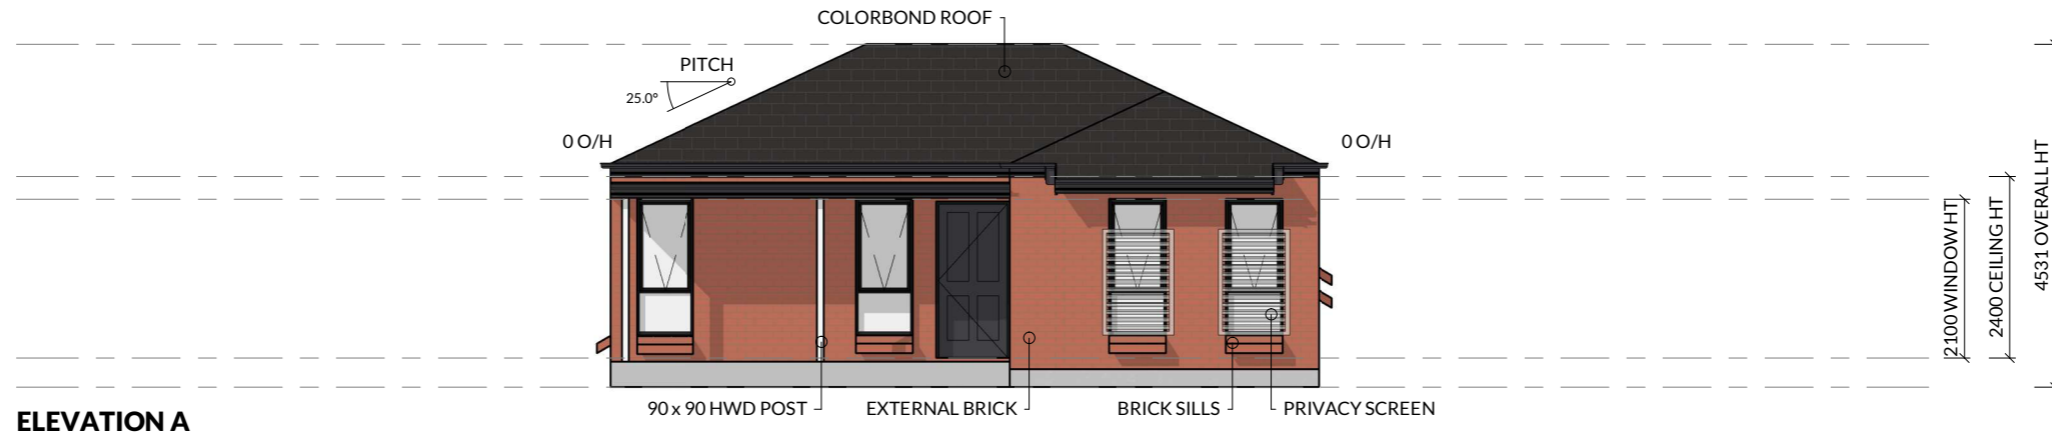 COLORBOND ROOF
PITCH
25.0°
0 O/H
0 O/H
2100 WINDOW HT
2400 CEILING HT
4531 OVERALL HT
90 x 90 HWD POST
EXTERNAL BRICK
BRICK SILLS
PRIVACY SCREEN
ELEVATION A